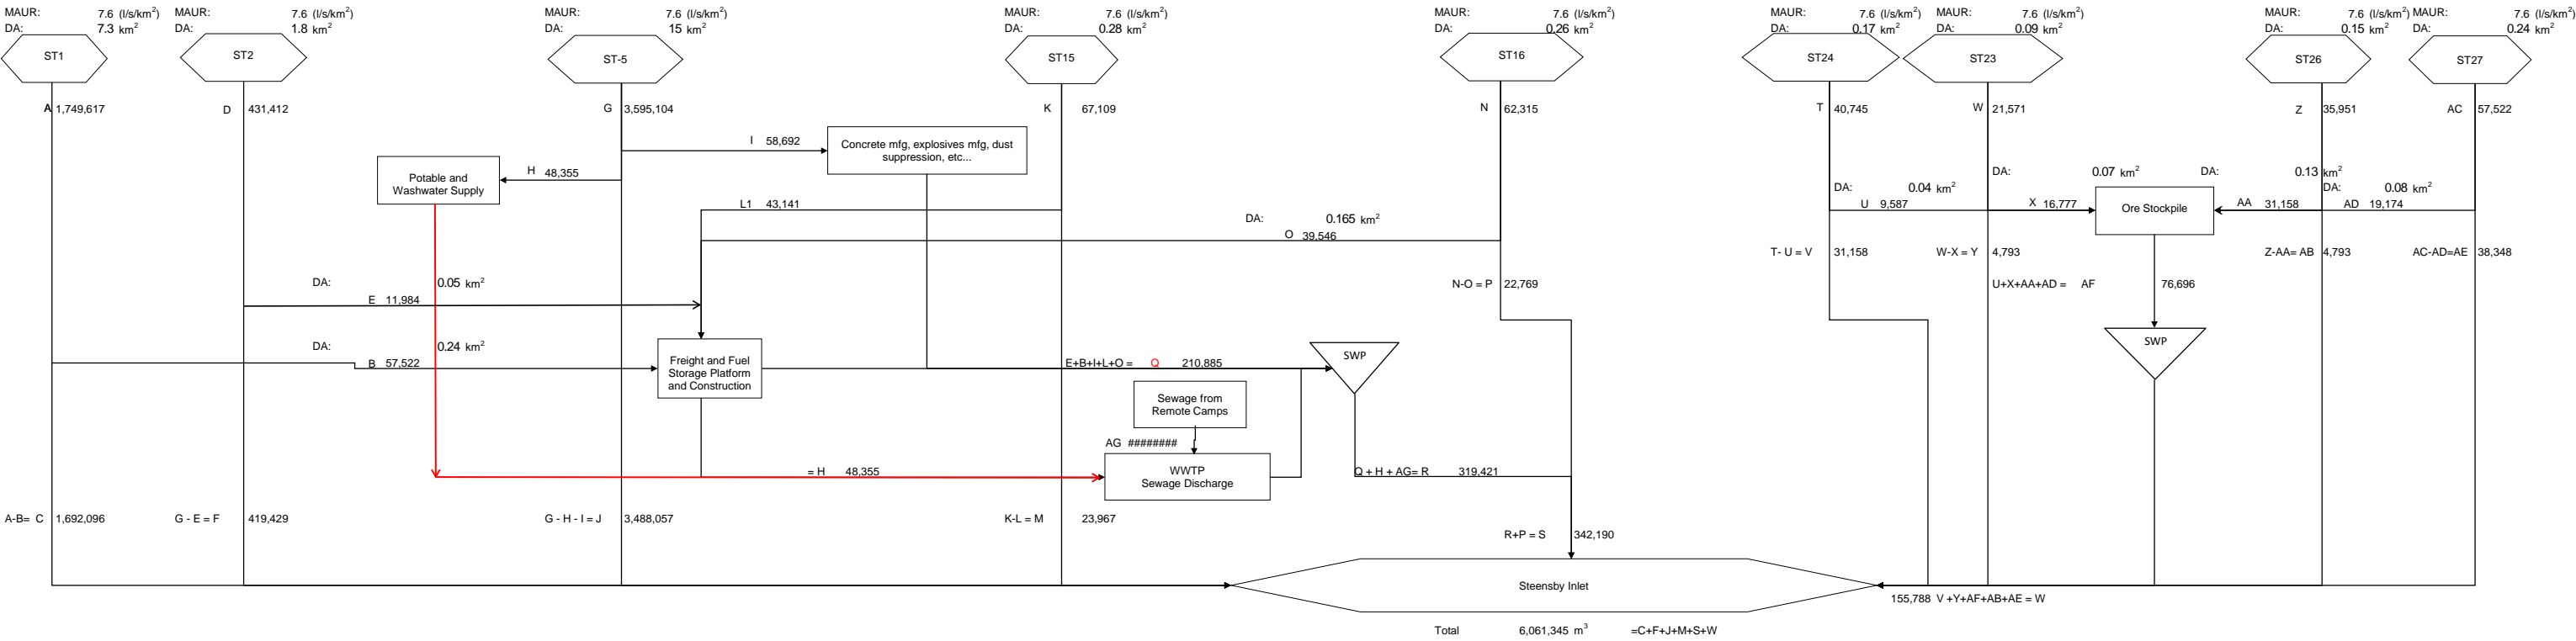 MAUR: 7.6 (l/s/km²) MAUR: 7.6 (l/s/km²) MAUR: 7.6 (l/s/km²) MAUR: 7.6 (l/s/km²) MAUR: 7.6 (l/s/km²) MAUR: 7.6 (l/s/km²) MAUR: 7.6 (l/s/km²) MAUR: 7.6 (l/s/km²) MAUR: 7.6 (l/s/km²)
DA: 7.3 km² DA: 1.8 km² DA: 15 km² DA: 0.28 km² DA: 0.26 km² DA: 0.17 km² DA: 0.09 km² DA: 0.15 km² DA: 0.24 km²
ST1 ST2 ST-5 ST15 ST16 ST24 ST23 ST26 ST27
A 1,749,617 D 431,412 G 3,595,104 K 67,109 N 62,315 T 40,745 W 21,571 Z 35,951 AC 57,522
I 58,692
Concrete mfg, explosives mfg, dust
suppression, etc...
H 48,355
Potable and
Washwater Supply
DA: 0.07 km² DA: 0.13 km²
DA: 0.04 km² DA: 0.08 km²
L1 43,141
U 9,587 X 16,777 Ore Stockpile AA 31,158 AD 19,174
DA: 0.165 km²
O 39,546
T- U = V 31,158 W-X = Y 4,793 Z-AA= AB 4,793 AC-AD=AE 38,348
DA: 0.05 km²
N-O = P 22,769 U+X+AA+AD = AF 76,696
E 11,984
DA: 0.24 km²
B 57,522
Freight and Fuel
Storage Platform
and Construction
E+B+I+L+O = Q 210,885
SWP
SWP
Sewage from
Remote Camps
AG ########
= H 48,355
WWTP
Sewage Discharge
Q + H + AG= R 319,421
A-B= C 1,692,096 G - E = F 419,429 G - H - I = J 3,488,057 K-L = M 23,967
R+P = S 342,190
Steensby Inlet
155,788 V +Y+AF+AB+AE = W
Total 6,061,345 m³ =C+F+J+M+S+W